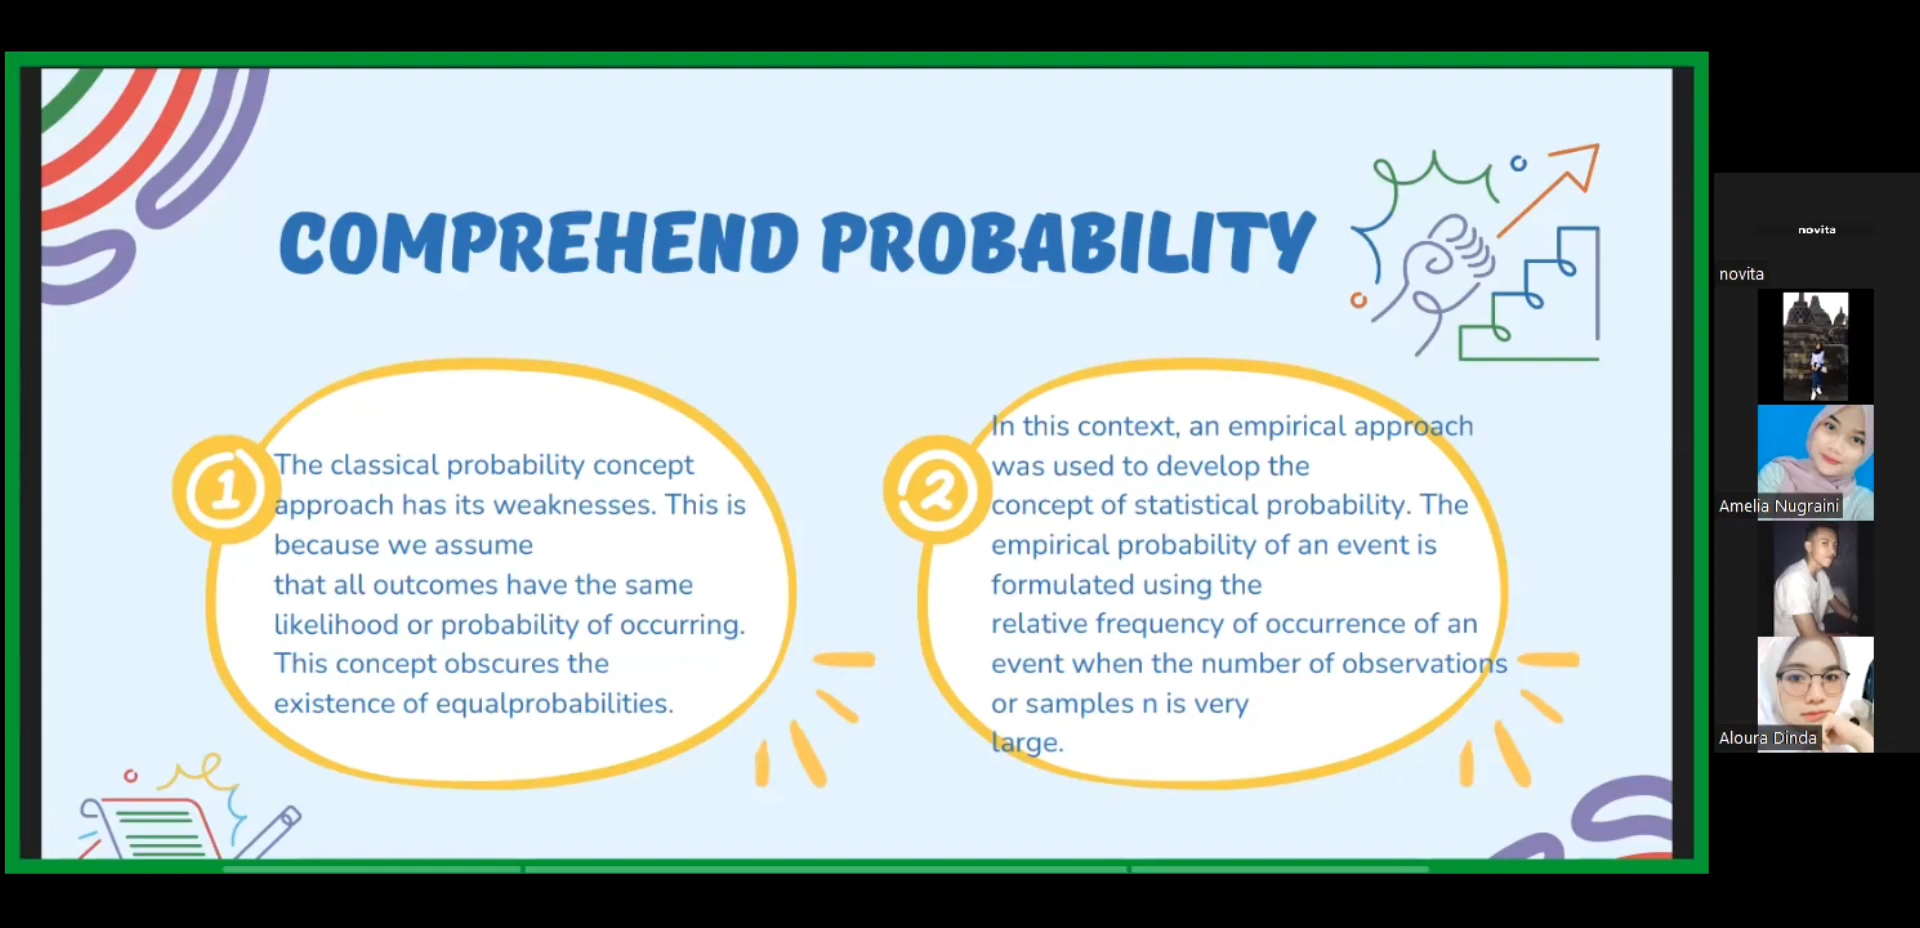 COMPREHEND PROBABILITY
1
The classical probability concept
approach has its weaknesses. This is
because we assume
that all outcomes have the same
likelihood or probability of occurring.
This concept obscures the
existence of equalprobabilities.
2
In this context, an empirical approach
was used to develop the
concept of statistical probability. The
empirical probability of an event is
formulated using the
relative frequency of occurrence of an
event when the number of observations
or samples n is very
large.
novita
novita
Amelia Nugraini
Aloura Dinda